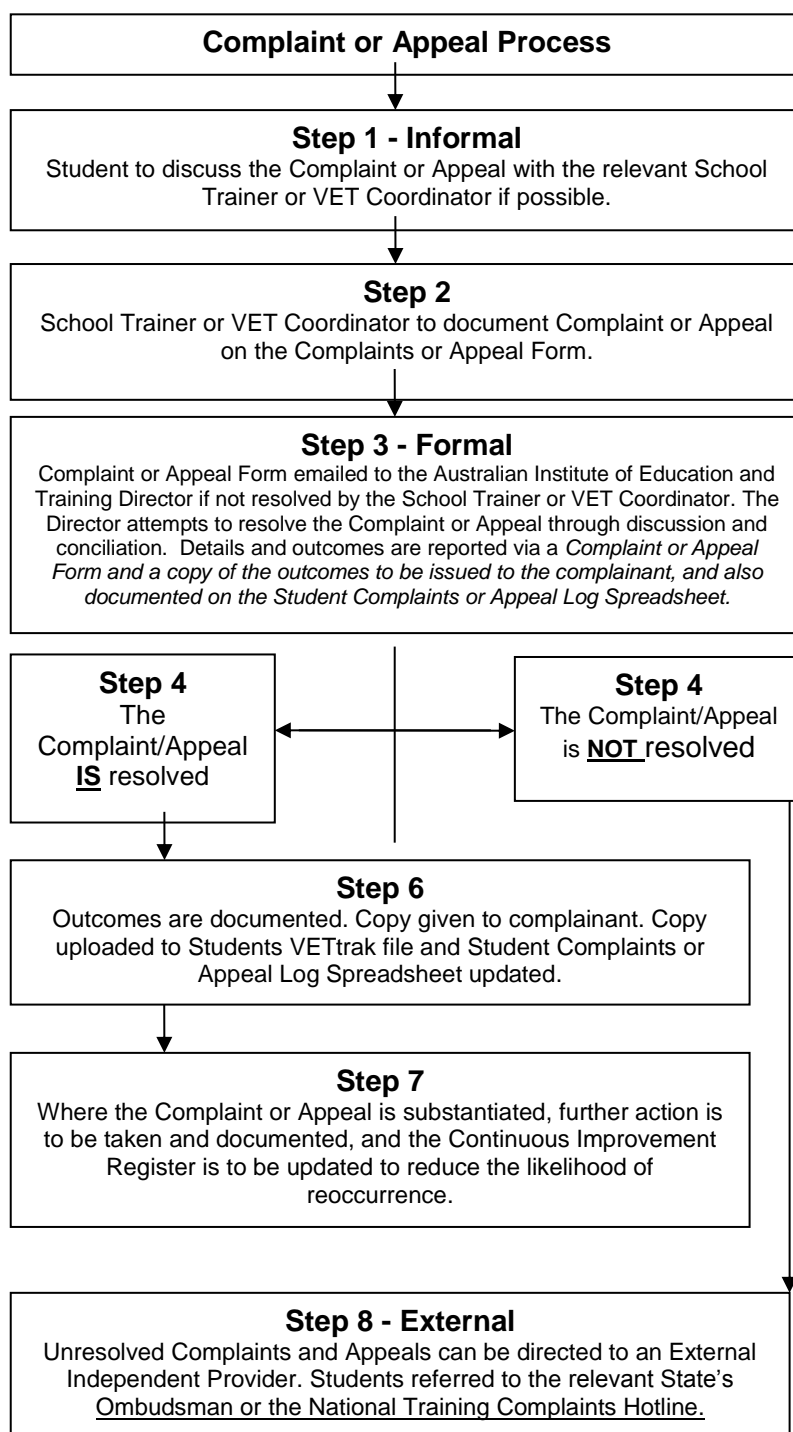 Complaint or Appeal Process
Step 1 - Informal
Student to discuss the Complaint or Appeal with the relevant School
Trainer or VET Coordinator if possible.
Step 2
School Trainer or VET Coordinator to document Complaint or Appeal
on the Complaints or Appeal Form.
Step 3 - Formal
Complaint or Appeal Form emailed to the Australian Institute of Education and
Training Director if not resolved by the School Trainer or VET Coordinator. The
Director attempts to resolve the Complaint or Appeal through discussion and
conciliation.  Details and outcomes are reported via a Complaint or Appeal
Form and a copy of the outcomes to be issued to the complainant, and also
documented on the Student Complaints or Appeal Log Spreadsheet.
Step 4
The
Complaint/Appeal
IS resolved
Step 4
The Complaint/Appeal
is NOT resolved
Step 6
Outcomes are documented. Copy given to complainant. Copy
uploaded to Students VETtrak file and Student Complaints or
Appeal Log Spreadsheet updated.
Step 7
Where the Complaint or Appeal is substantiated, further action is
to be taken and documented, and the Continuous Improvement
Register is to be updated to reduce the likelihood of
reoccurrence.
Step 8 - External
Unresolved Complaints and Appeals can be directed to an External
Independent Provider. Students referred to the relevant State's
Ombudsman or the National Training Complaints Hotline.